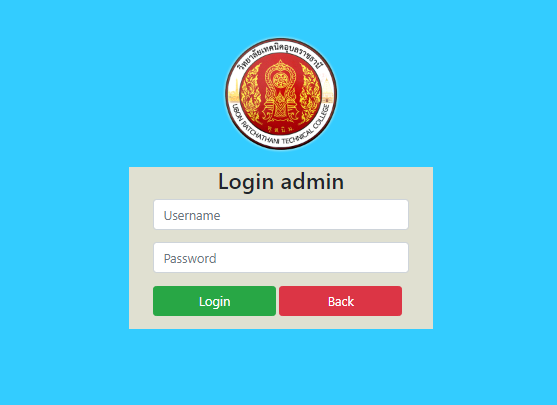 วิทยาลัยเทคนิคอุบลราชธานี
UBON RATCHATHANI TECHNICAL COLLEGE
Login admin
Username
Password
Login Back